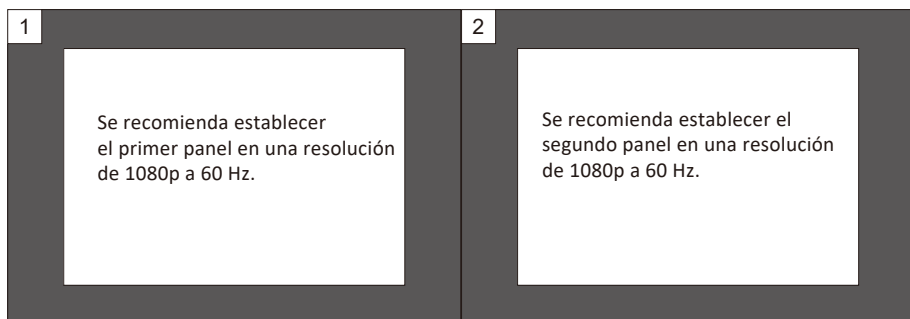 1
Se recomienda establecer
el primer panel en una resolución
de 1080p a 60 Hz.
2
Se recomienda establecer el
segundo panel en una resolución
de 1080p a 60 Hz.